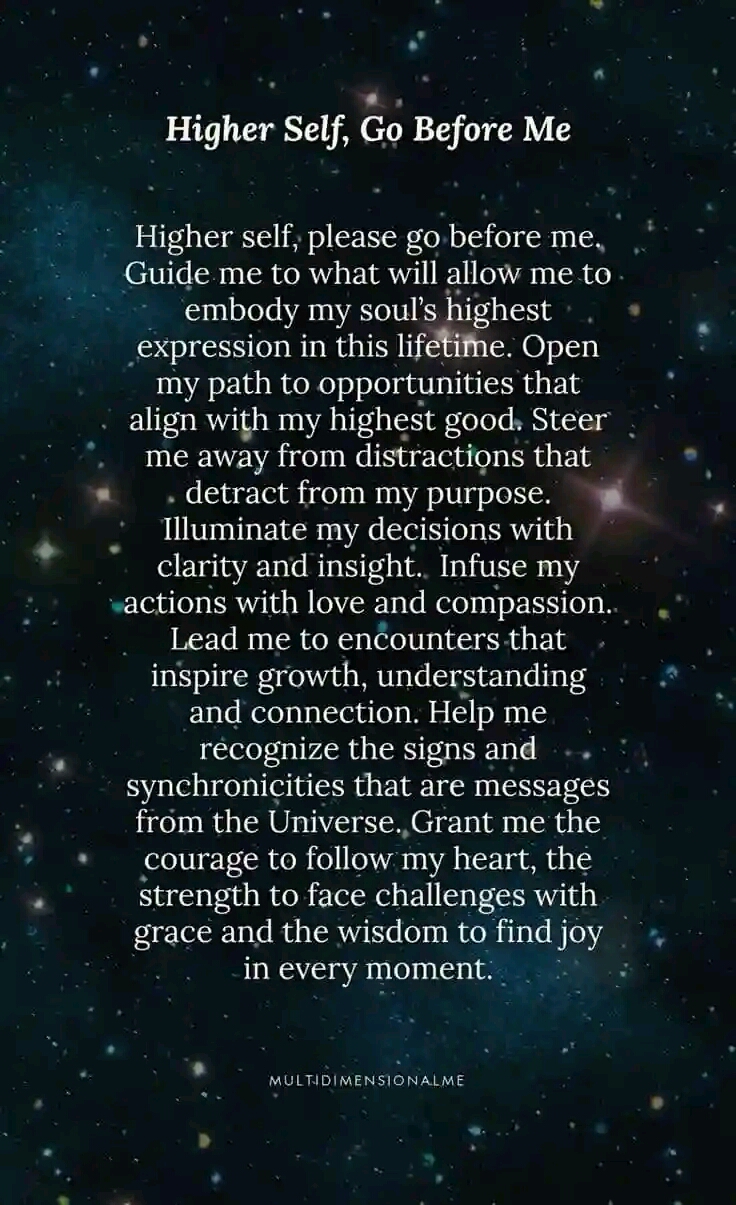 Higher Self, Go Before Me
Higher self, please go before me.
Guide me to what will allow me to
embody my soul’s highest
expression in this lifetime. Open
my path to opportunities that
align with my highest good. Steer
me away from distractions that
detract from my purpose.
Illuminate my decisions with
clarity and insight.  Infuse my
actions with love and compassion.
Lead me to encounters that
inspire growth, understanding
and connection. Help me
recognize the signs and
synchronicities that are messages
from the Universe. Grant me the
courage to follow my heart, the
strength to face challenges with
grace and the wisdom to find joy
in every moment.
MULTIDIMENSIONALME